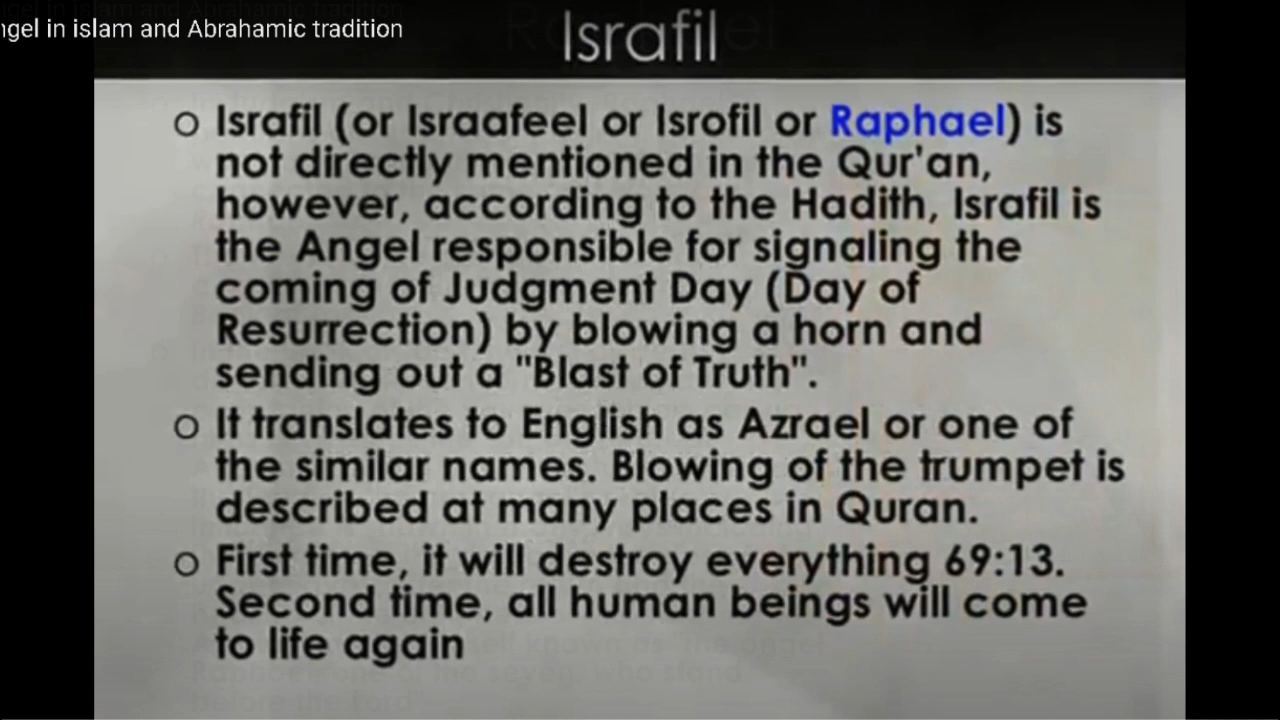 ngel in islam and Abrahamic tradition
Israfil
o Israfil (or Israafeel or Isrofil or Raphael) is
not directly mentioned in the Qur'an,
however, according to the Hadith, Israfil is
the Angel responsible for signaling the
coming of Judgment Day (Day of
Resurrection) by blowing a horn and
sending out a "Blast of Truth".
o It translates to English as Azrael or one of
the similar names. Blowing of the trumpet is
described at many places in Quran.
o First time, it will destroy everything 69:13.
Second time, all human beings will come
to life again
before the Lord"